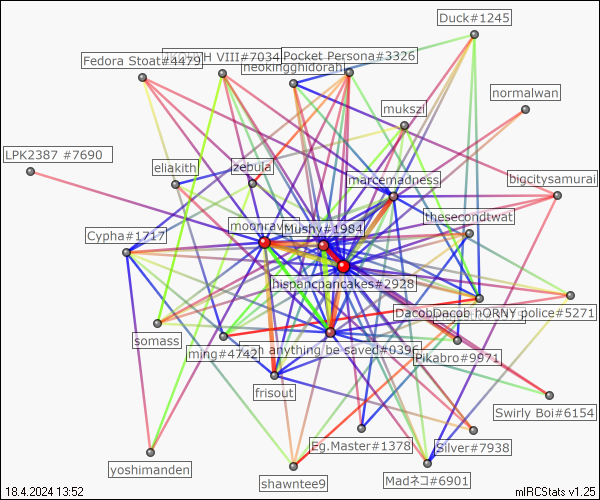 Duck#1245
Fedora Stoat#4479
VIII#7034
Pocket Persona#3326
neokingghidorah
normalwan
mukszi
LPK2387 #7690
eliakith
zebula
marcemadness
bigcitysamurai
moonray
Mushy#1984
thesecondtwat
Cypha#1717
hispancpancakes#2928
DacobDacob
hORNY police#5271
somass
ming#4742
anything be saved#0396
Pikabro#9971
frisout
Swirly Boi#6154
Eg.Master#1378
Silver#7938
yoshimanden
shawntee9
Madネコ#6901
18.4.2024 13:52
mIRCStats v1.25